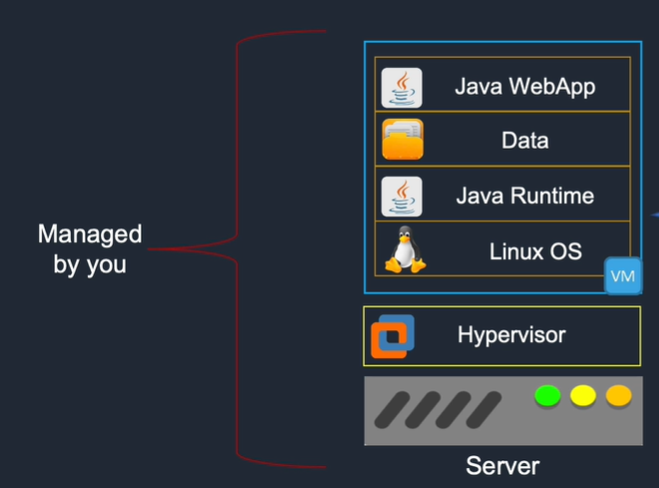 Java WebApp
Data
Java Runtime
Managed
by you
Linux OS
VM
Hypervisor
Server